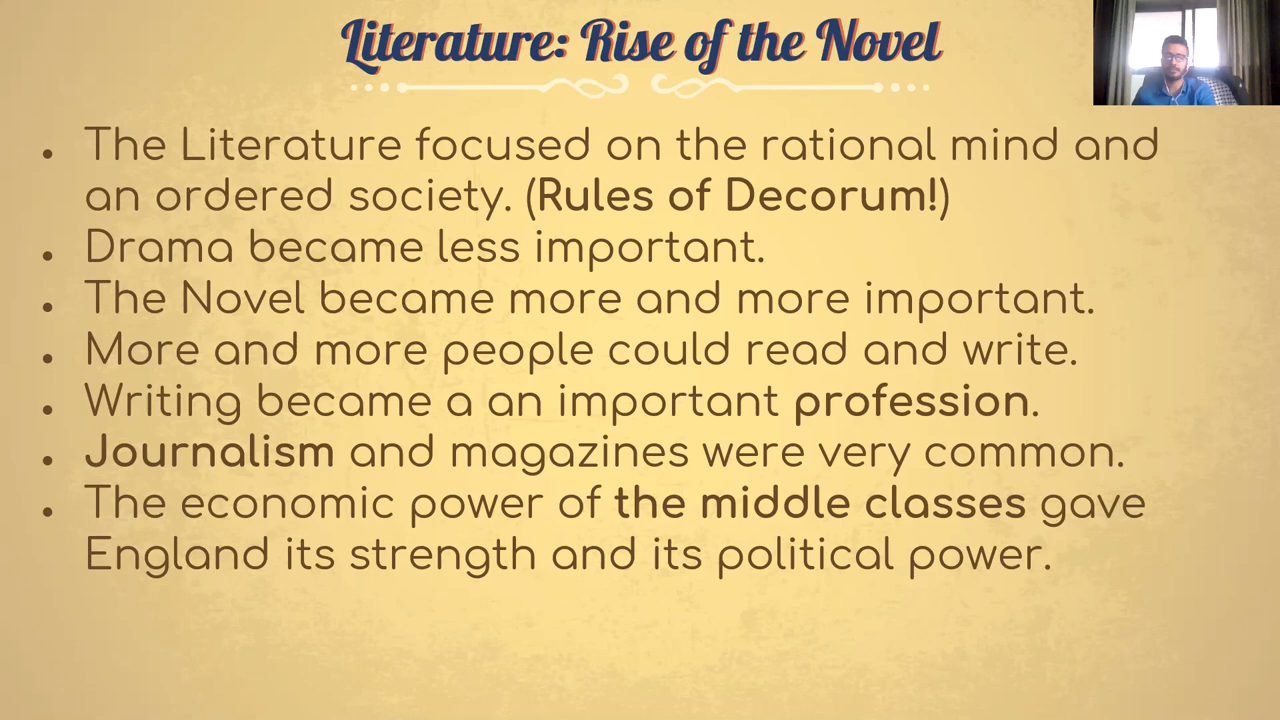 Literature: Rise of the Novel
• The Literature focused on the rational mind and
an ordered society. (Rules of Decorum!)
• Drama became less important.
• The Novel became more and more important.
• More and more people could read and write.
• Writing became a an important profession.
• Journalism and magazines were very common.
• The economic power of the middle classes gave
England its strength and its political power.